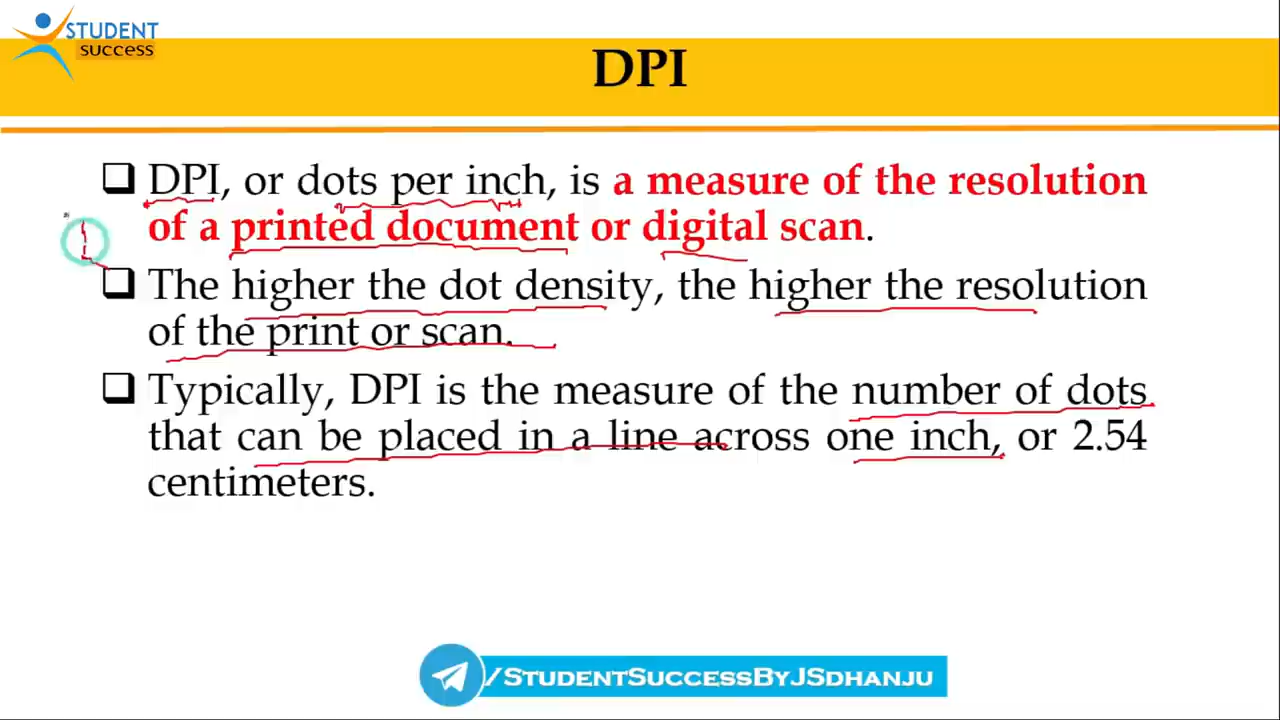 STUDENT
success
DPI
DPI, or dots per inch, is a measure of the resolution
of a printed document or digital scan.
The higher the dot density, the higher the resolution
of the print or scan.
Typically, DPI is the measure of the number of dots
that can be placed in a line across one inch, or 2.54
centimeters.
/StudentSuccessByJSdhanju